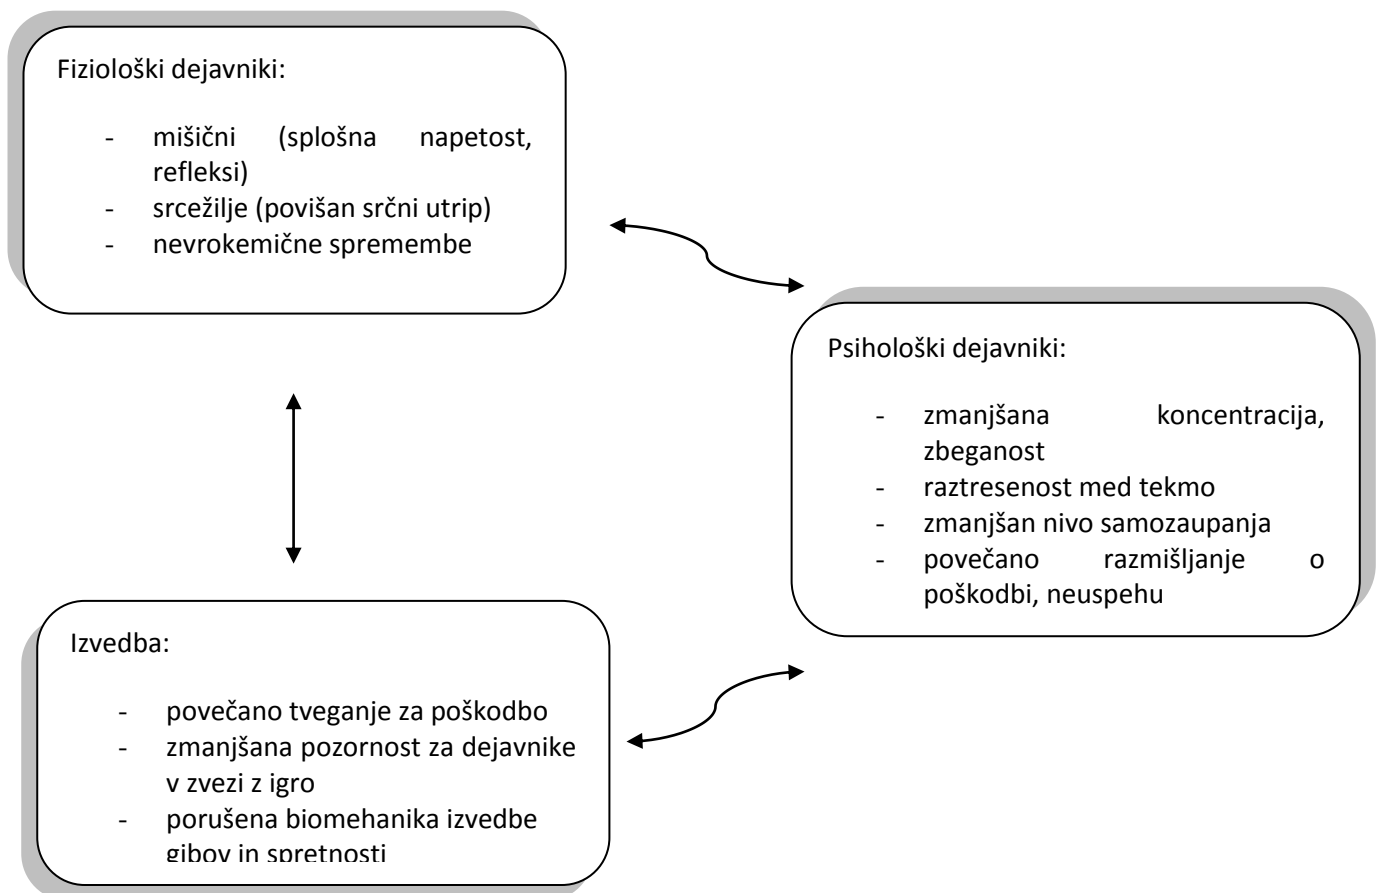 Fiziološki dejavniki:
- mišični (splošna napetost,
refleksi)
- srcežilje (povišan srčni utrip)
- nevrokemične spremembe
Psihološki dejavniki:
- zmanjšana koncentracija,
zbeganost
- raztresenost med tekmo
- zmanjšan nivo samozaupanja
- povečano razmišljanje o
poškodbi, neuspehu
Izvedba:
- povečano tveganje za poškodbo
- zmanjšana pozornost za dejavnike
v zvezi z igro
- porušena biomehanika izvedbe
gibov in spretnosti